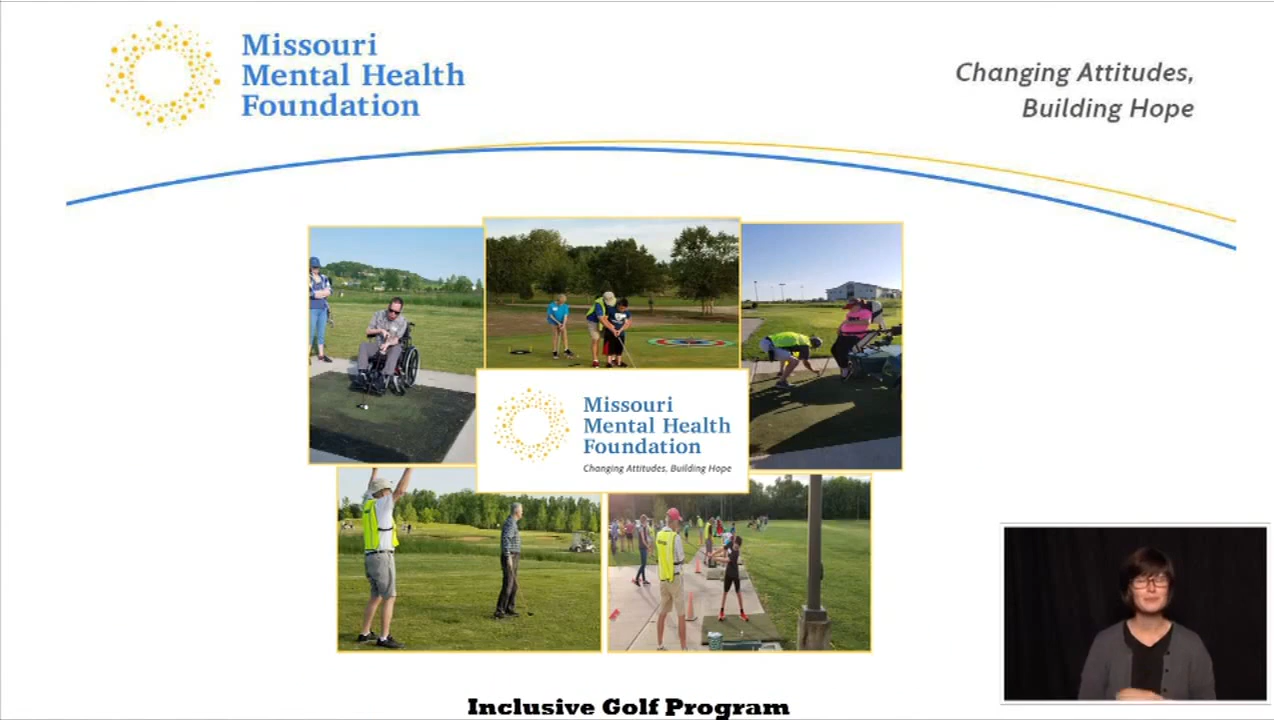 Missouri
Mental Health
Foundation
Changing Attitudes,
Building Hope
Missouri
Mental Health
Foundation
Changing Attitudes, Building Hope
Inclusive Golf Program